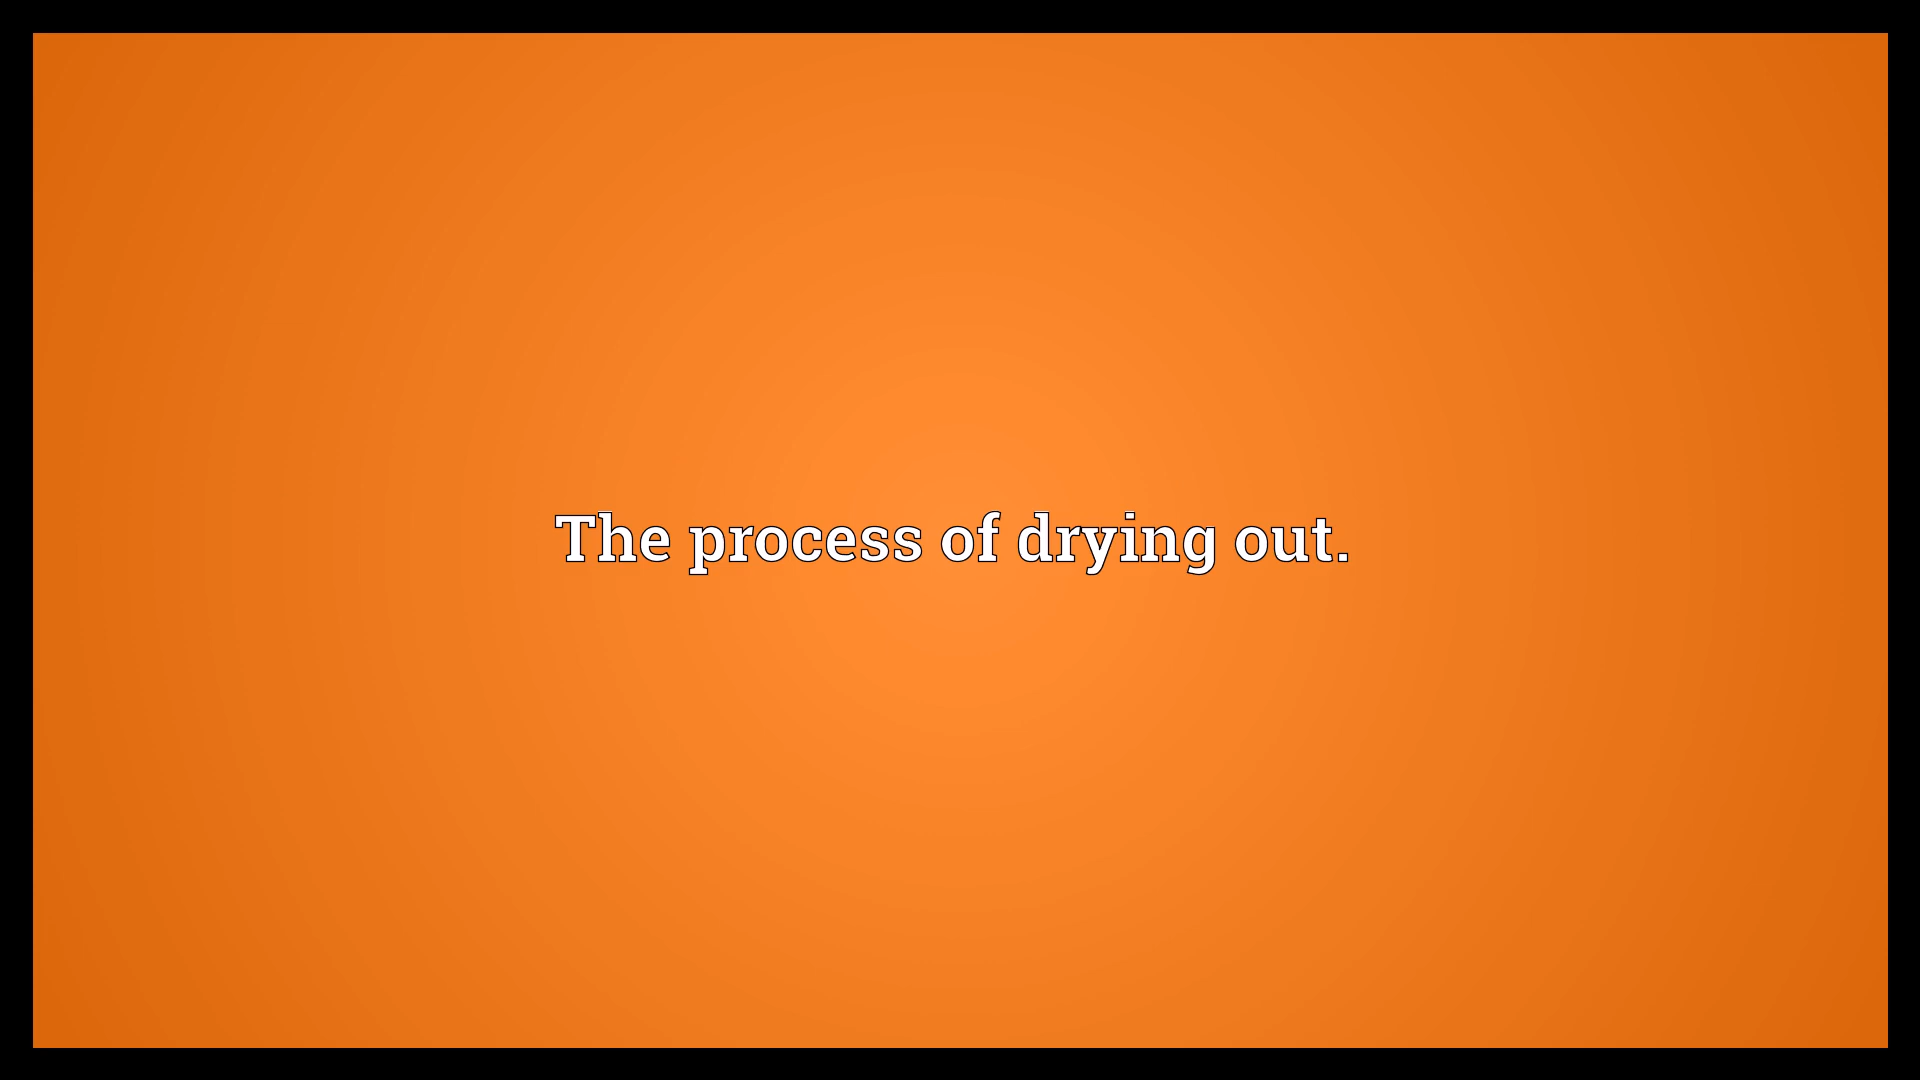 The process of drying out.